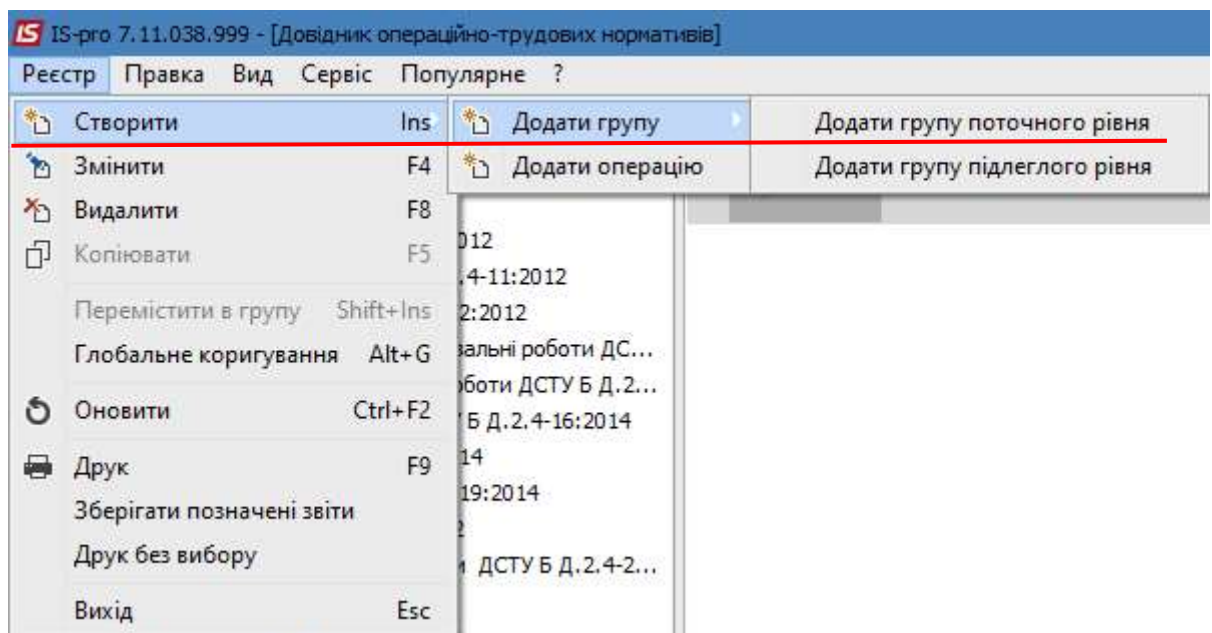 IS IS-pro 7.11.038.999 - [Довідник операційно-трудових нормативів]
Реєстр Правка Вид Сервіс Популярне ?
Створити Ins Додати групу Додати групу поточного рівня
Змінити F4 Додати операцію Додати групу підлеглого рівня
Видалити F8
Копіювати F5
012
.4-11:2012
Перемістити в групу Shift+Ins 2:2012
Глобальне коригування Alt+G вальні роботи ДС...
оботи ДСТУ Б Д.2...
Оновити Ctrl+F2 Б Д.2.4-16:2014
Друк F9 14
19:2014
Зберігати позначені звіти
Друк без вибору
ДСТУ Б Д.2.4-2...
Вихід Esc